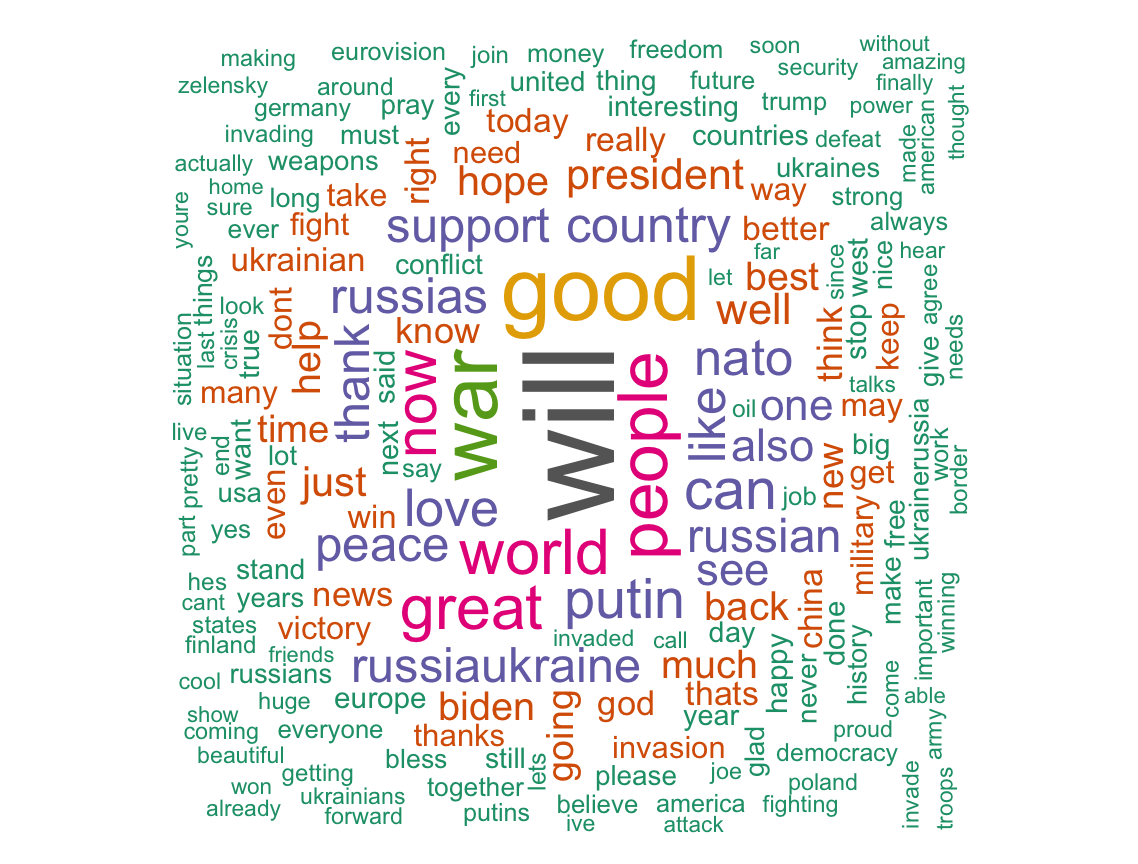 making
eurovision
join
money
freedom
soon
without
zelensky
around
every
united
thing
future
security
amazing
finally
germany
pray
first
today
interesting
trump
power
american
thought
invading
must
right
need
really
countries
defeat
made
actually
weapons
hope
president
way
ukraines
home
long
take
strong
youre
sure
ever
fight
support
country
better
always
ukrainian
conflict
good
far
let
best
since
west
nice
hear
things
look
dont
russias
well
agree
situation
last
crisis
true
help
thank
know
now
war
will
people
nato
think
stop
keep
give
needs
many
said
like
oil
one
talks
may
live
time
want
next
say
also
big
ukrainerussia
work
pretty
end
lot
usa
even
just
can
job
new
get
border
part
yes
win
love
military
free
peace
world
russian
stand
see
make
hes
cant
years
news
great
putin
back
china
important
winning
states
victory
invaded
call
day
done
finland
friends
russiaukraine
much
happy
never
history
cool
russians
thats
come
able
huge
europe
biden
going
god
year
show
coming
everyone
thanks
invasion
glad
proud
army
beautiful
bless
still
lets
please
joe
democracy
getting
together
poland
won
ukrainians
believe
america
fighting
invade
troops
already
forward
putins
ive
attack